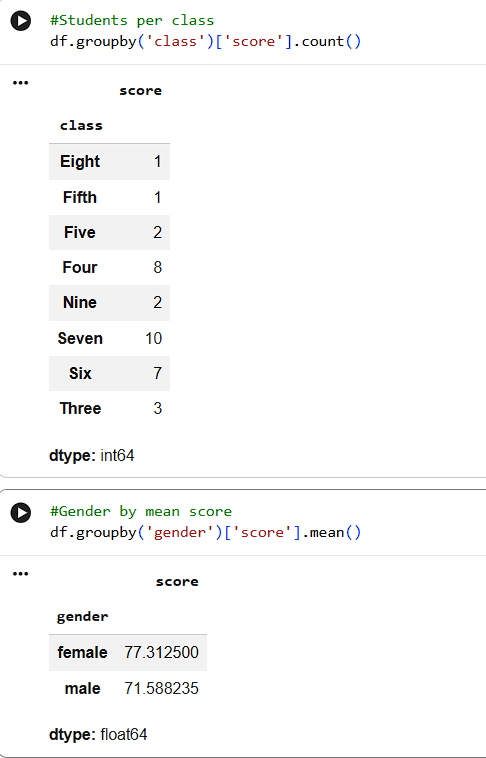 #Students per class
df.groupby('class')['score'].count()
...
score
class
Eight 1
Fifth 1
Five 2
Four 8
Nine 2
Seven 10
Six 7
Three 3
dtype: int64
#Gender by mean score
df.groupby('gender')['score'].mean()
...
score
gender
female 77.312500
male 71.588235
dtype: float64